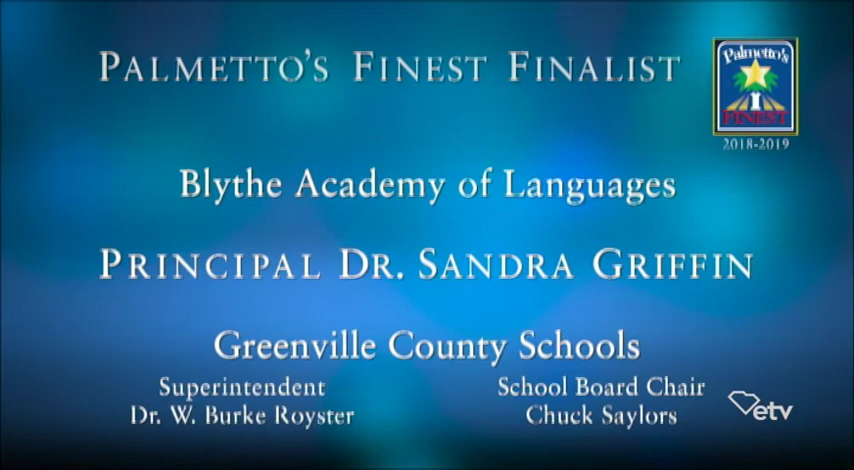 PALMETTO'S FINEST FINALIST
Palmetto's
1
FINEST
2018-2019
Blythe Academy of Languages
PRINCIPAL DR. SANDRA GRIFFIN
Greenville County Schools
Superintendent
Dr. W. Burke Royster
School Board Chair
Chuck Saylors
etv